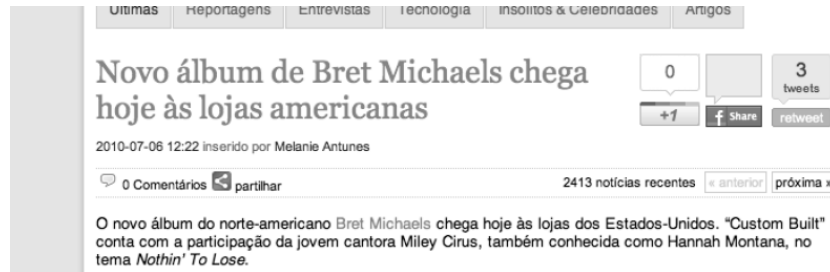 Últimas Reportagens Entrevistas Tecnologia Insólitos & Celebridades Artigos
Novo álbum de Bret Michaels chega
hoje às lojas americanas
0
+1
f Share
3
tweets
retweet
2010-07-06 12:22 inserido por Melanie Antunes
0 Comentários partilhar 2413 notícias recentes « anterior próxima »
O novo álbum do norte-americano Bret Michaels chega hoje às lojas dos Estados-Unidos. “Custom Built”
conta com a participação da jovem cantora Miley Cirus, também conhecida como Hannah Montana, no
tema Nothin' To Lose.